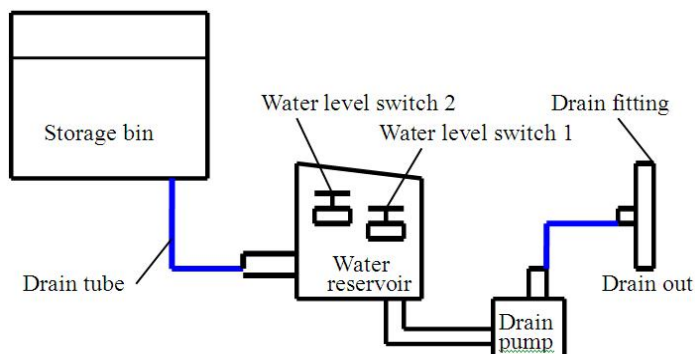 Water level switch 2
Drain fitting
Storage bin
Water level switch 1
Water
reservoir
Drain tube
Drain out
Drain
pump